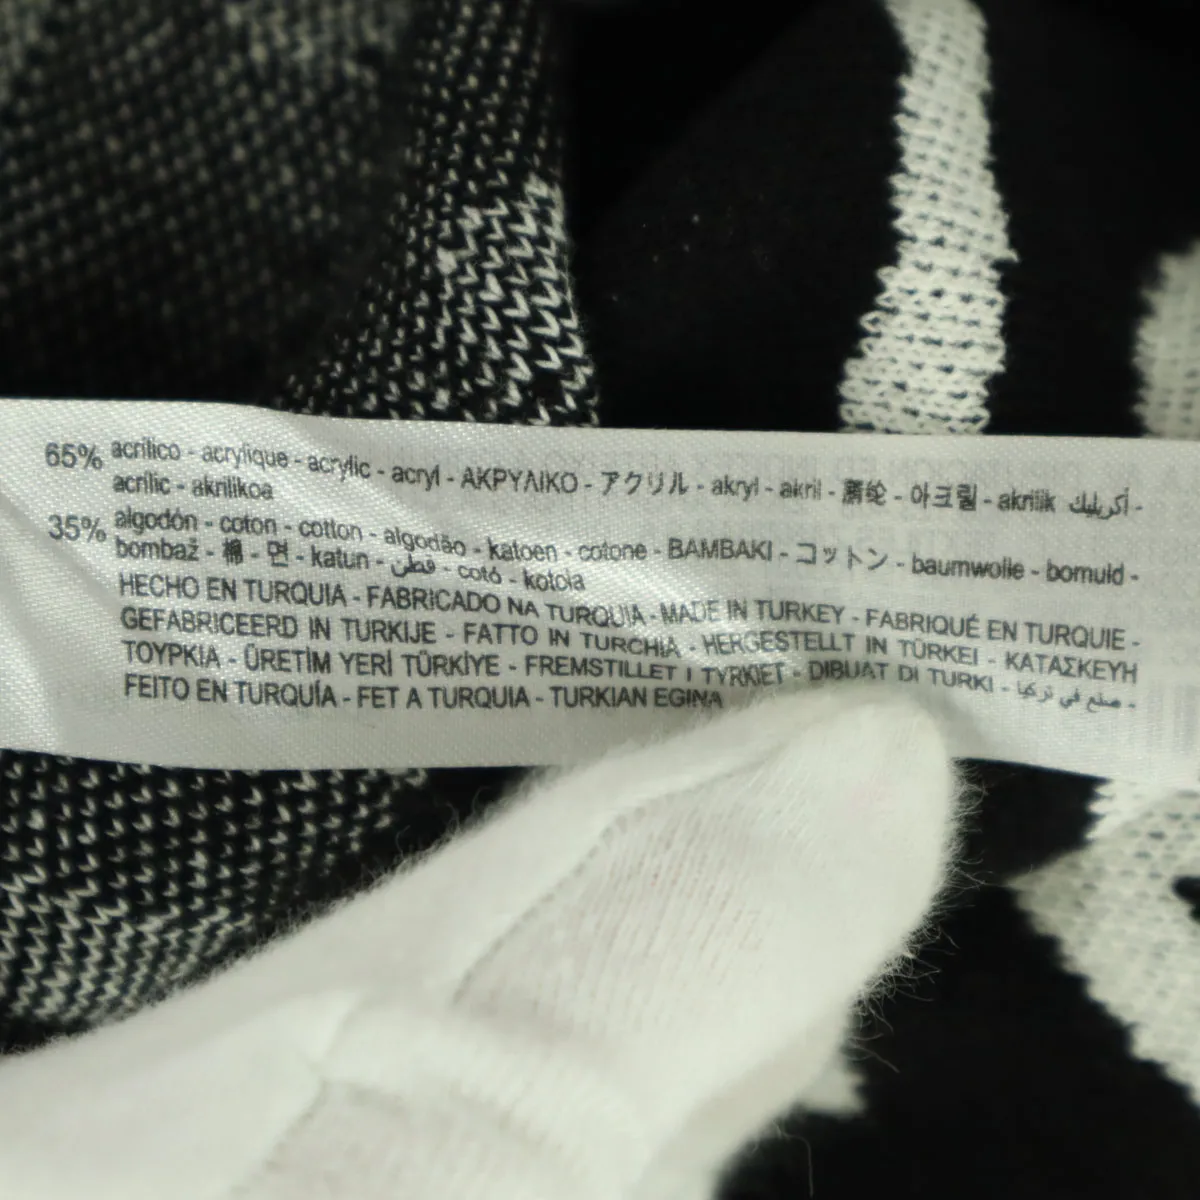 65% acrílico - acrylique - acrylic - acryl - ΑΚΡΥΛΙΚΟ - アクリル - akryl - akril - 腈纶 - 아크릴 - akrilik أكريليك -
acrílic - akrilikoa
35% algodón - coton - cotton - algodão - katoen - cotone - BAMBAKI - コットン - baumwolle - bomuld -
bombaž - 棉 - 면 - katun - قطن - cotó - kotoia
HECHO EN TURQUIA - FABRICADO NA TURQUIA - MADE IN TURKEY - FABRIQUÉ EN TURQUIE -
GEFABRICEERD IN TURKIJE - FATTO IN TURCHIA - HERGESTELLT IN TÜRKEI - ΚΑΤΑΣΚΕΥΗ
ΤΟΥΡΚΙΑ - ÜRETİM YERİ TÜRKİYE - FREMSTILLET I TYRKIET - DIBUAT DI TURKI - صنع في تركيا -
FEITO EN TURQUÍA - FET A TURQUIA - TURKIAN EGINA